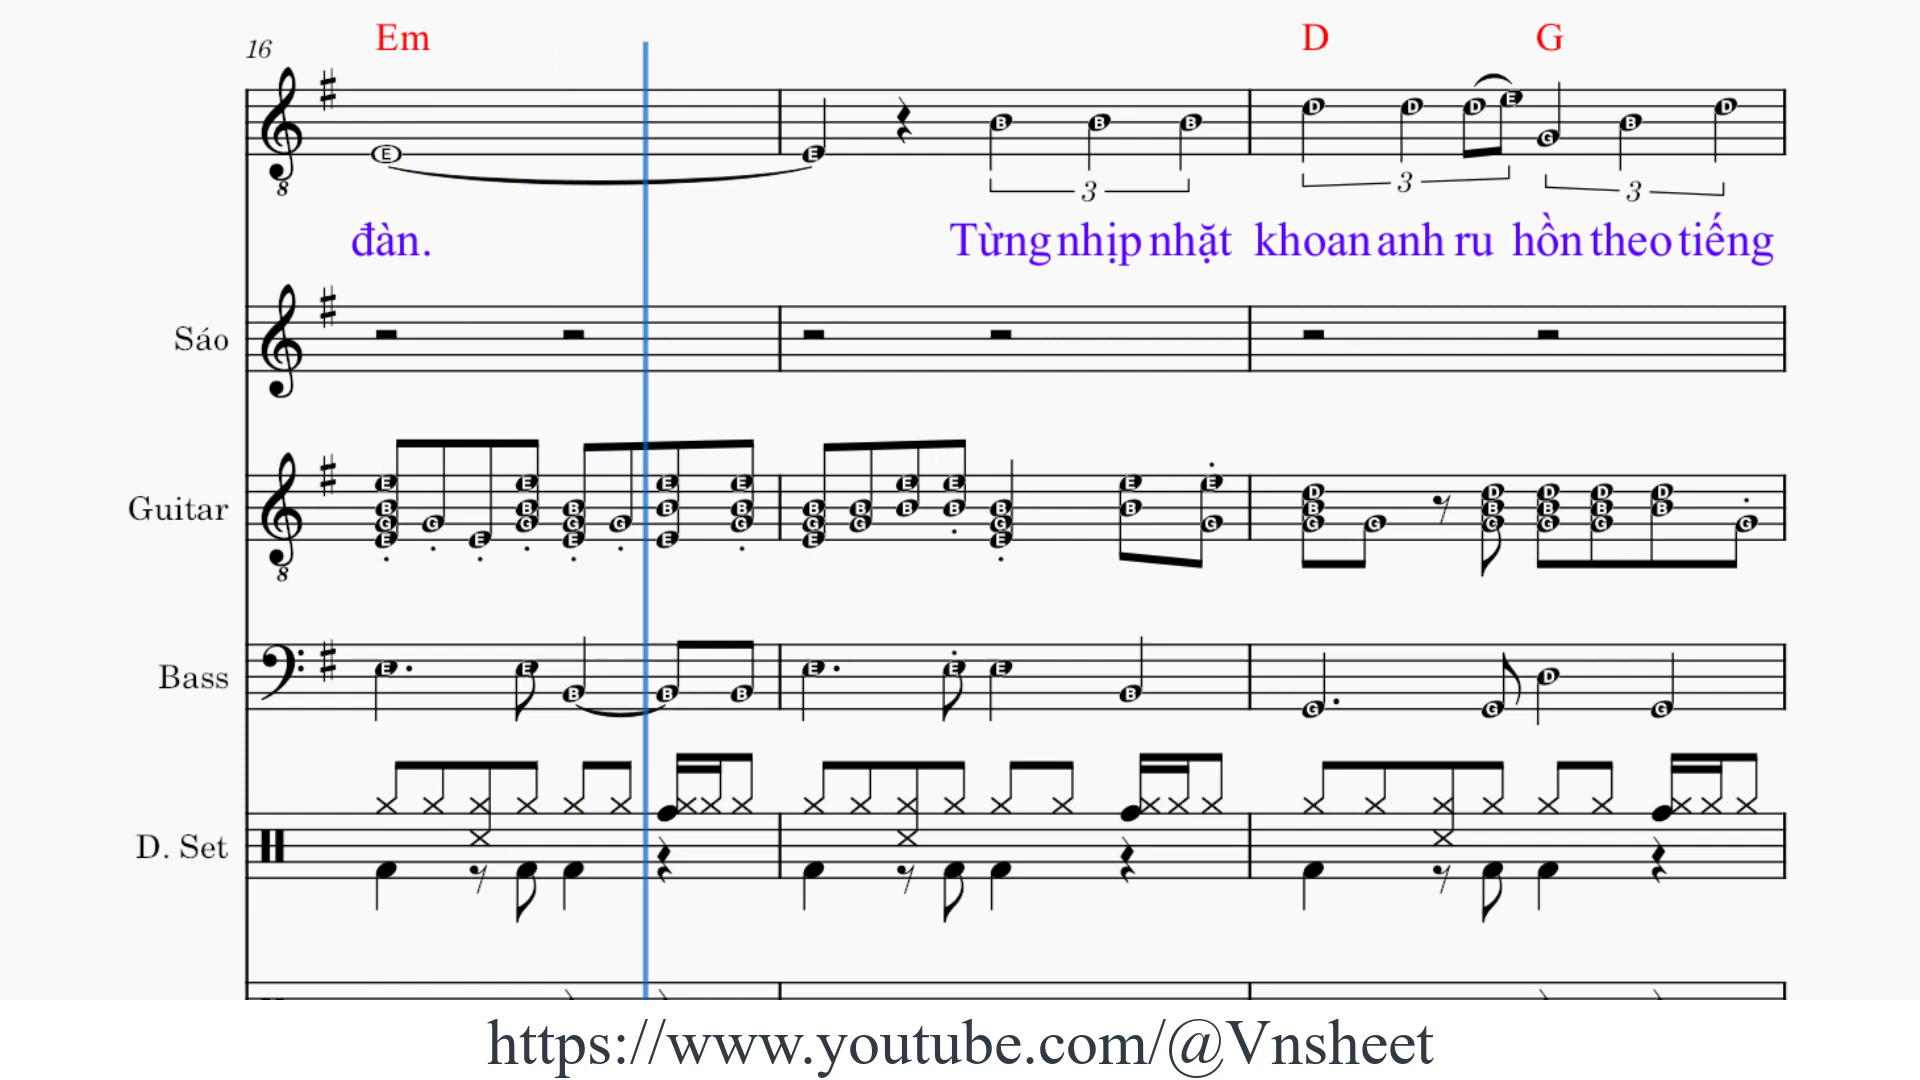 16
Em
D
G
3
3
3
đàn.
Từng nhịp nhặt khoan anh ru hồn theo tiếng
Sáo
Guitar
Bass
D. Set
https://www.youtube.com/@Vnsheet